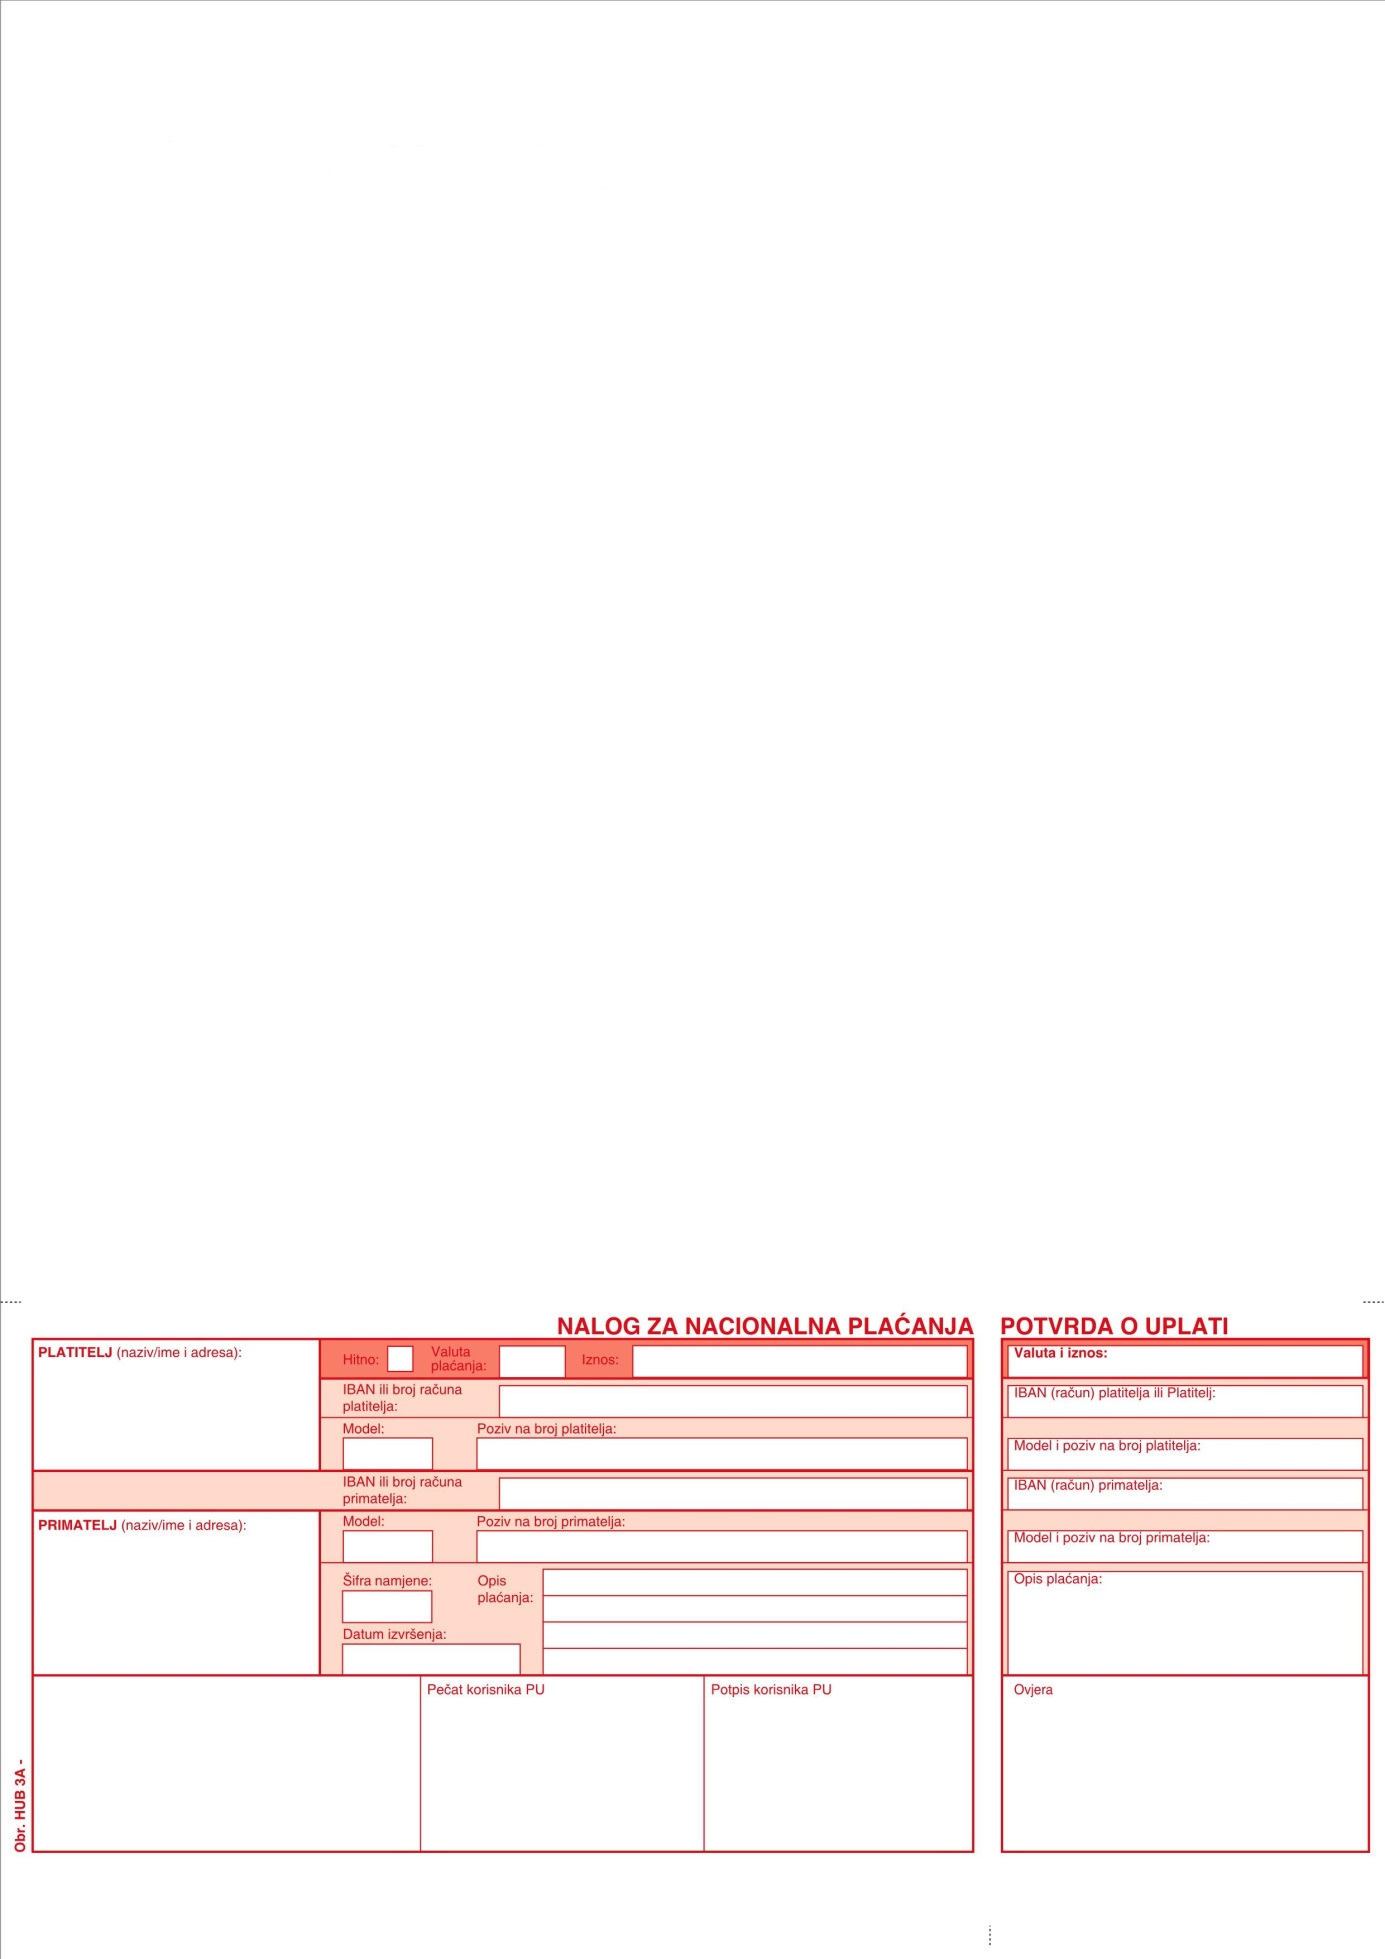 NALOG ZA NACIONALNA PLAĆANJA
PLATITELJ (naziv/ime i adresa):
Hitno:
Valuta
plaćanja:
Iznos:
IBAN ili broj računa
platitelja:
Model:
Poziv na broj platitelja:
IBAN ili broj računa
primatelja:
PRIMATELJ (naziv/ime i adresa):
Model:
Poziv na broj primatelja:
Šifra namjene:
Opis
plaćanja:
Datum izvršenja:
Pečat korisnika PU
Potpis korisnika PU
Obr. HUB 3A -
POTVRDA O UPLATI
Valuta i iznos:
IBAN (račun) platitelja ili Platitelj:
Model i poziv na broj platitelja:
IBAN (račun) primatelja:
Model i poziv na broj primatelja:
Opis plaćanja:
Ovjera